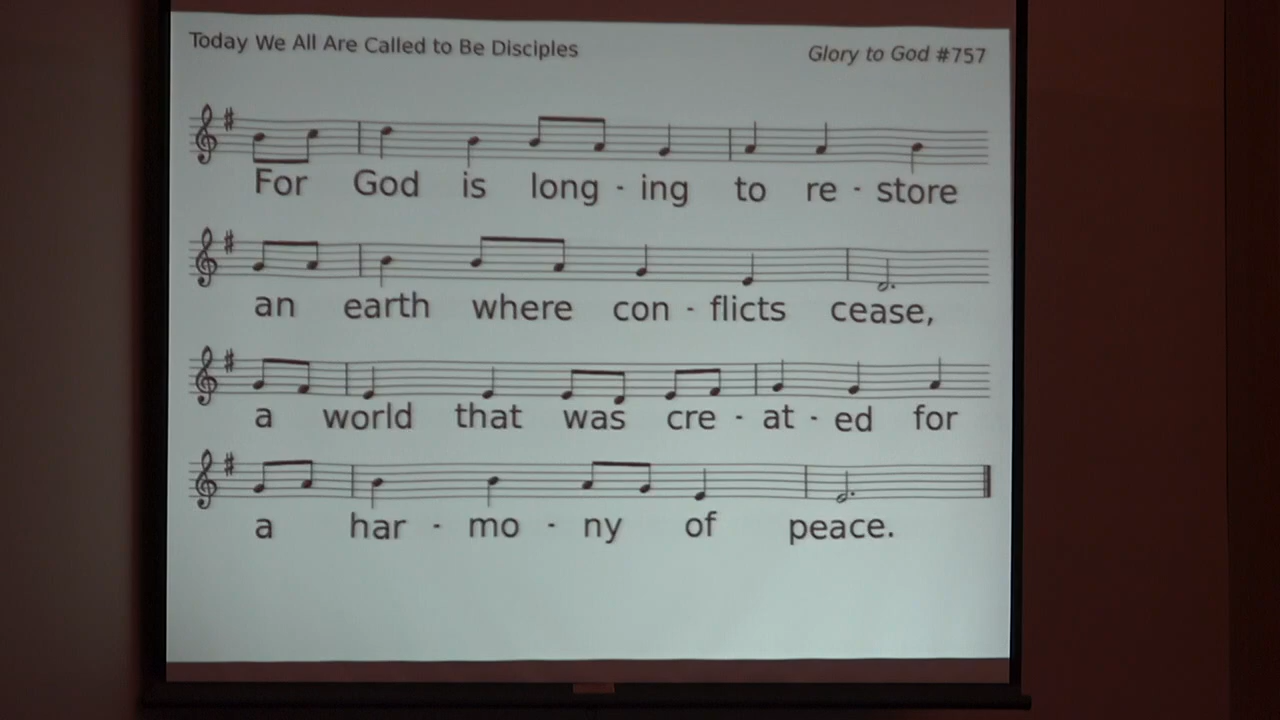 Today We All Are Called to Be Disciples
Glory to God #757
For God is long - ing to re - store
an earth where con - flicts cease,
a world that was cre - at - ed for
a har - mo - ny of peace.